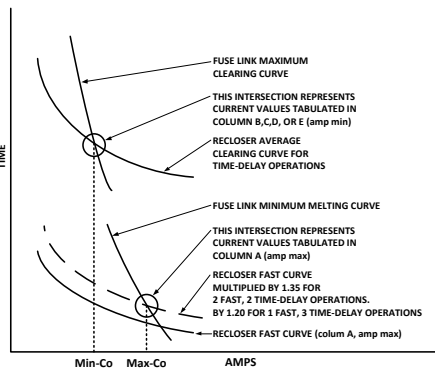 FUSE LINK MAXIMUM
CLEARING CURVE
THIS INTERSECTION REPRESENTS
CURRENT VALUES TABULATED IN
COLUMN B,C,D, OR E (amp min)
RECLOSER AVERAGE
CLEARING CURVE FOR
TIME-DELAY OPERATIONS
TIME
FUSE LINK MINIMUM MELTING CURVE
THIS INTERSECTION REPRESENTS
CURRENT VALUES TABULATED IN
COLUMN A (amp max)
RECLOSER FAST CURVE
MULTIPLIED BY 1.35 FOR
2 FAST, 2 TIME-DELAY OPERATIONS.
BY 1.20 FOR 1 FAST, 3 TIME-DELAY OPERATIONS
RECLOSER FAST CURVE (colum A, amp max)
Min-Co Max-Co AMPS